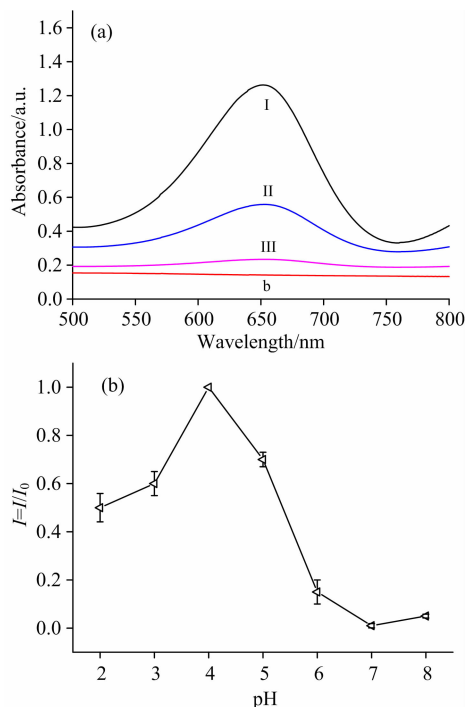 (a)
Absorbance/a.u.
1.6
1.4
1.2
1.0
0.8
0.6
0.4
0.2
0.0
I
II
III
b
500 550 600 650 700 750 800
Wavelength/nm
(b)
I=I/I₀
1.0
0.8
0.6
0.4
0.2
0.0
2 3 4 5 6 7 8
pH